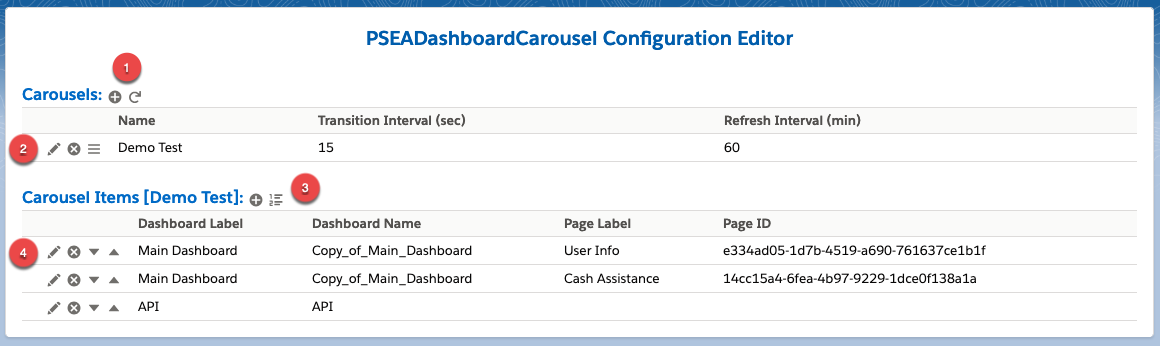 PSEADashboardCarousel Configuration Editor
1
Carousels:
Name Transition Interval (sec) Refresh Interval (min)
2 Demo Test 15 60
Carousel Items [Demo Test]: 3
Dashboard Label Dashboard Name Page Label Page ID
4 Main Dashboard Copy_of_Main_Dashboard User Info e334ad05-1d7b-4519-a690-761637ce1b1f
Main Dashboard Copy_of_Main_Dashboard Cash Assistance 14cc15a4-6fea-4b97-9229-1dce0f138a1a
API API